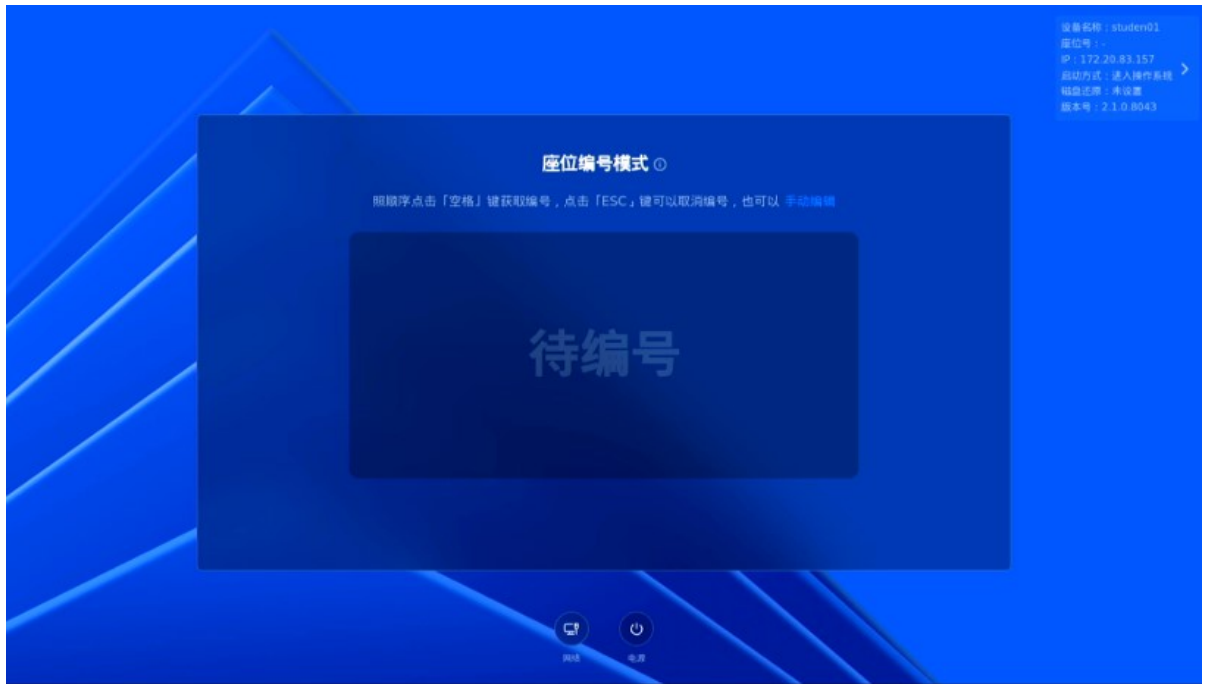 设备名称：studen01
座位号：-
IP：172.20.83.157
启动方式：进入操作系统
磁盘还原：未设置
版本号：2.1.0.8043
座位编号模式
照顺序点击「空格」键获取编号，点击「ESC」键可以取消编号，也可以 手动编辑
待编号
网络 电源